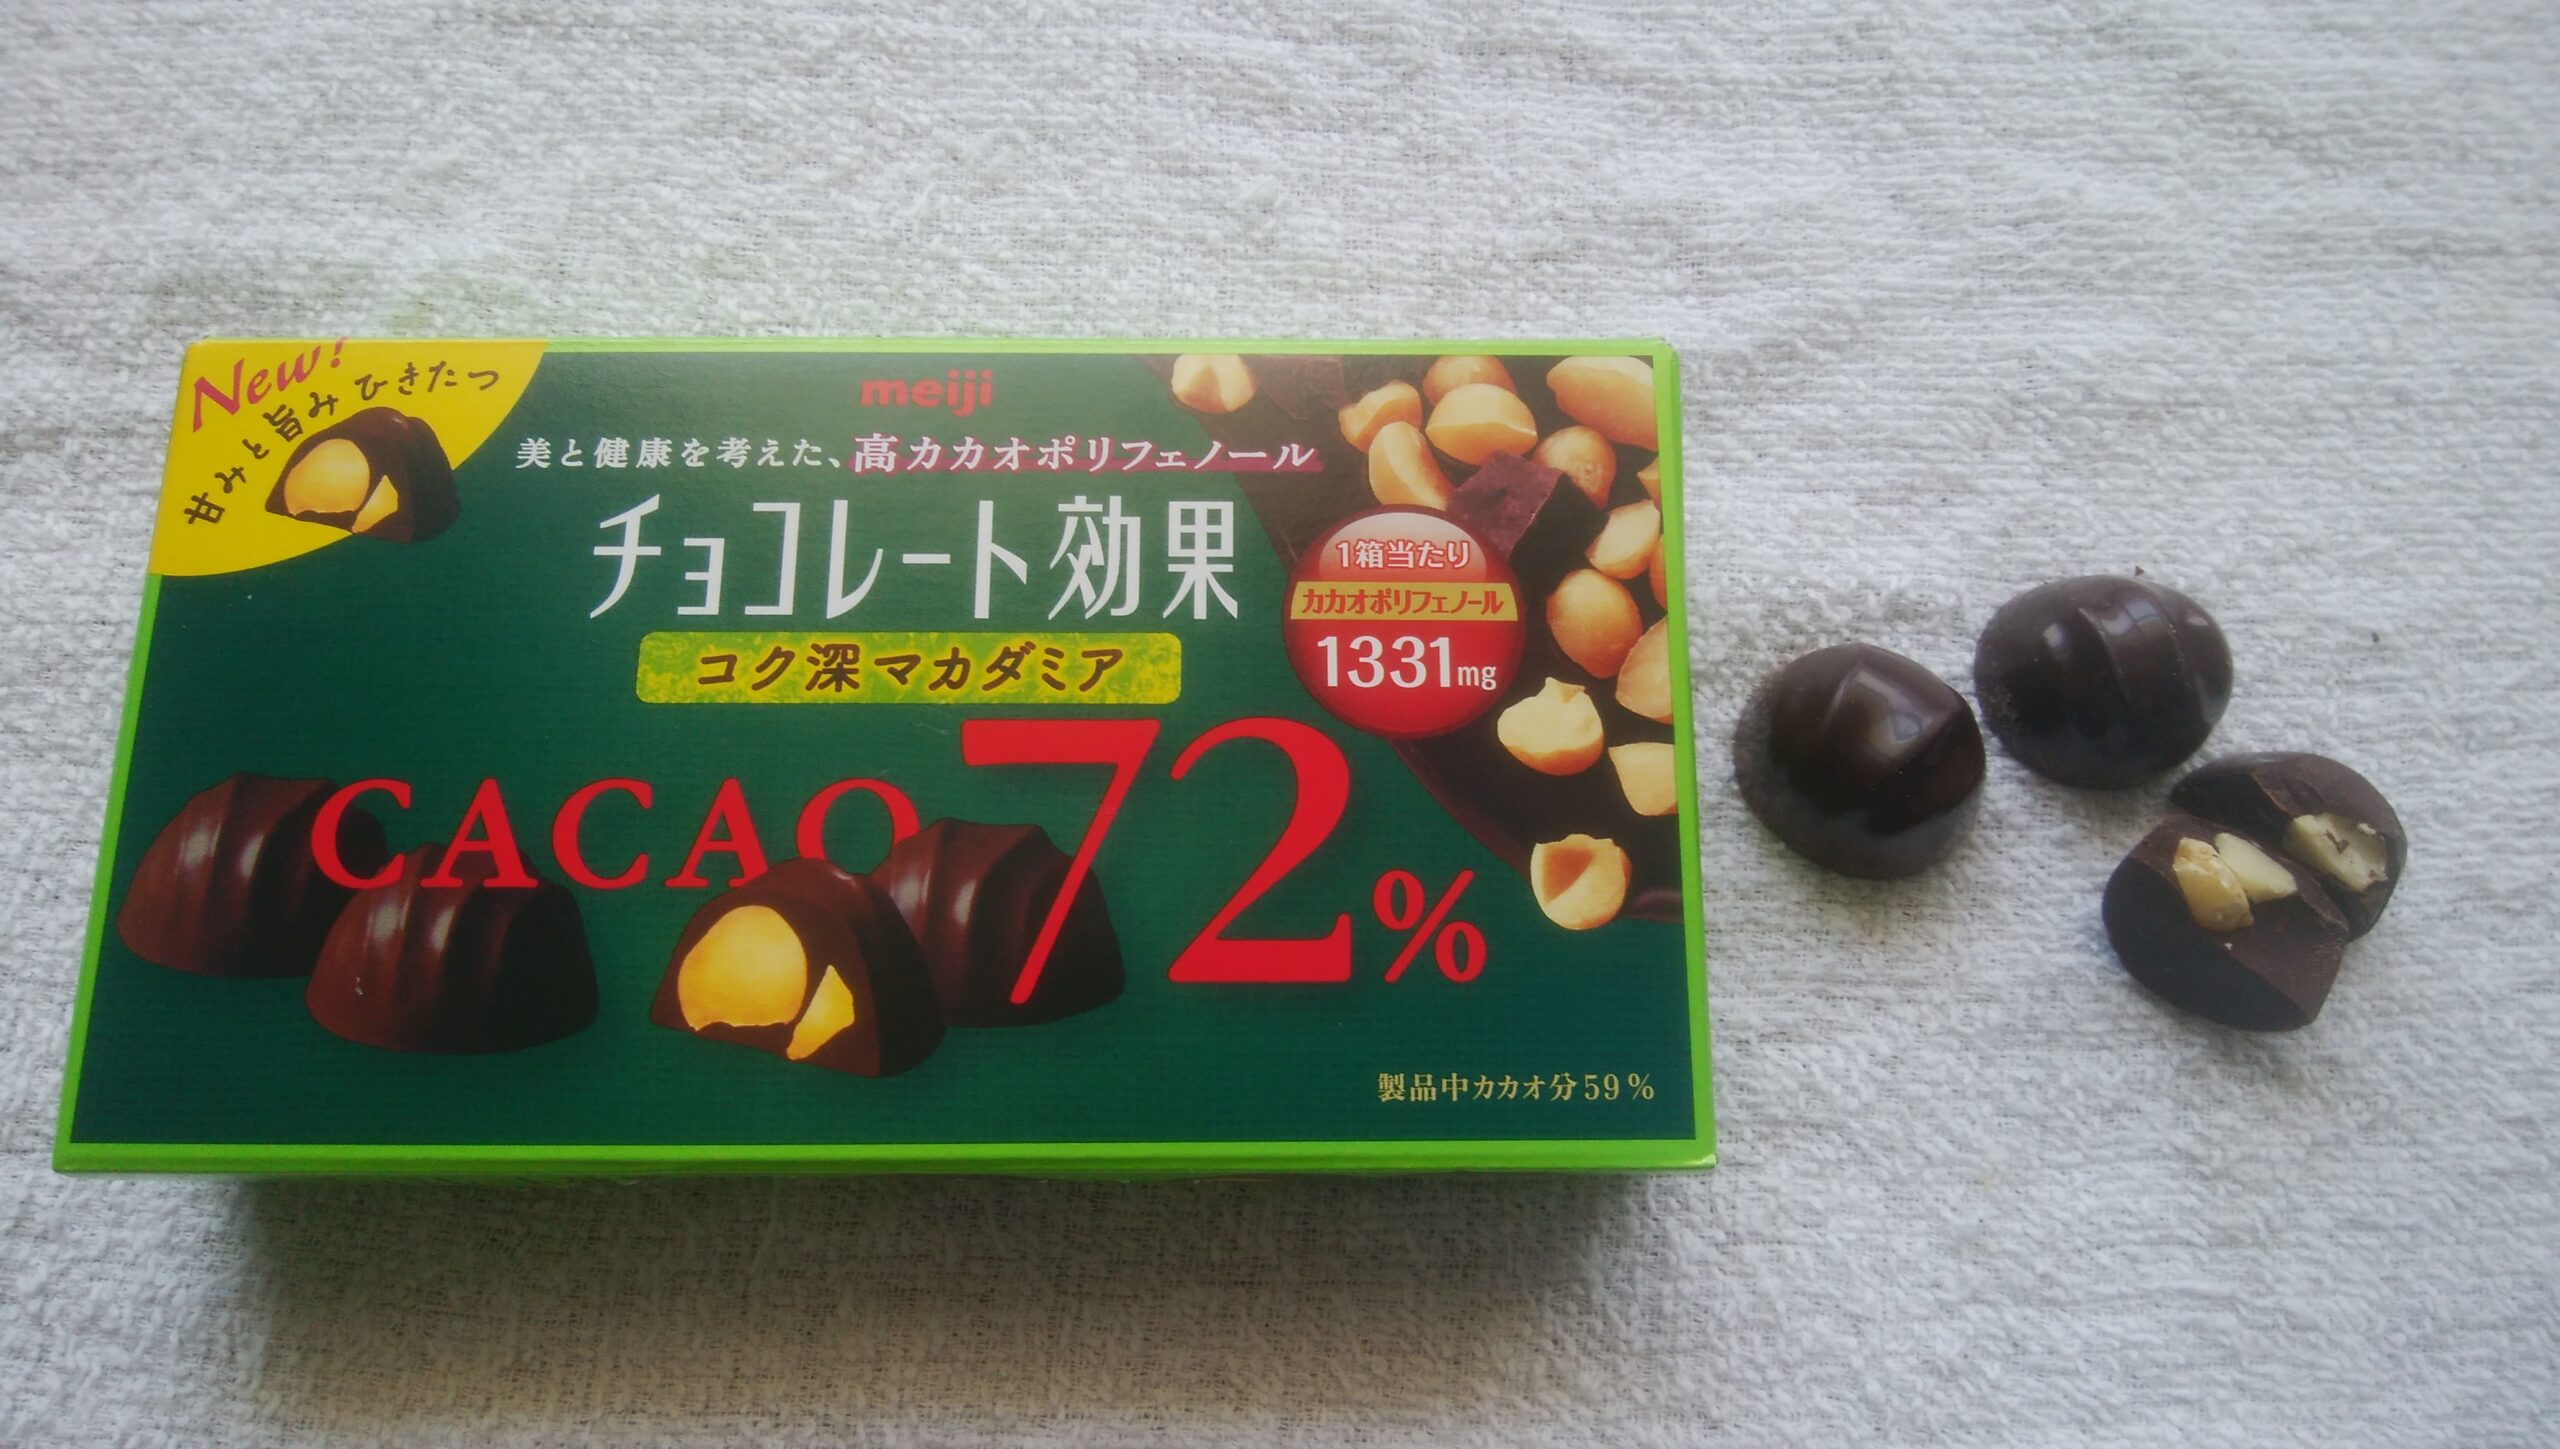 New!
甘みと旨みひきたつ
meiji
美と健康を考えた、高カカオポリフェノール
チョコレート効果
コク深マカダミア
CACAO 72%
1箱当たり
カカオポリフェノール
1331mg
製品中カカオ分59%